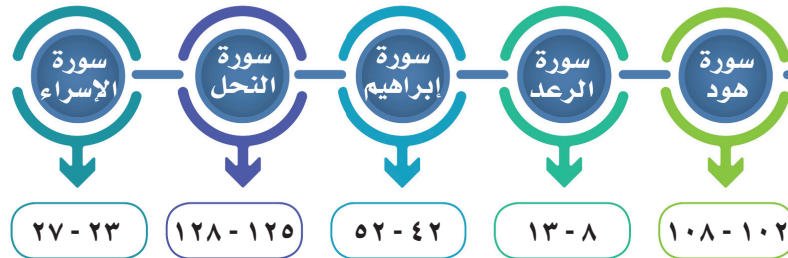 سورة
هود
سورة
الرعد
سورة
إبراهيم
سورة
النحل
سورة
الإسراء
١٠٢ - ١٠٨
٨ - ١٣
٤٢ - ٥٢
١٢٥ - ١٢٨
٢٣ - ٢٧